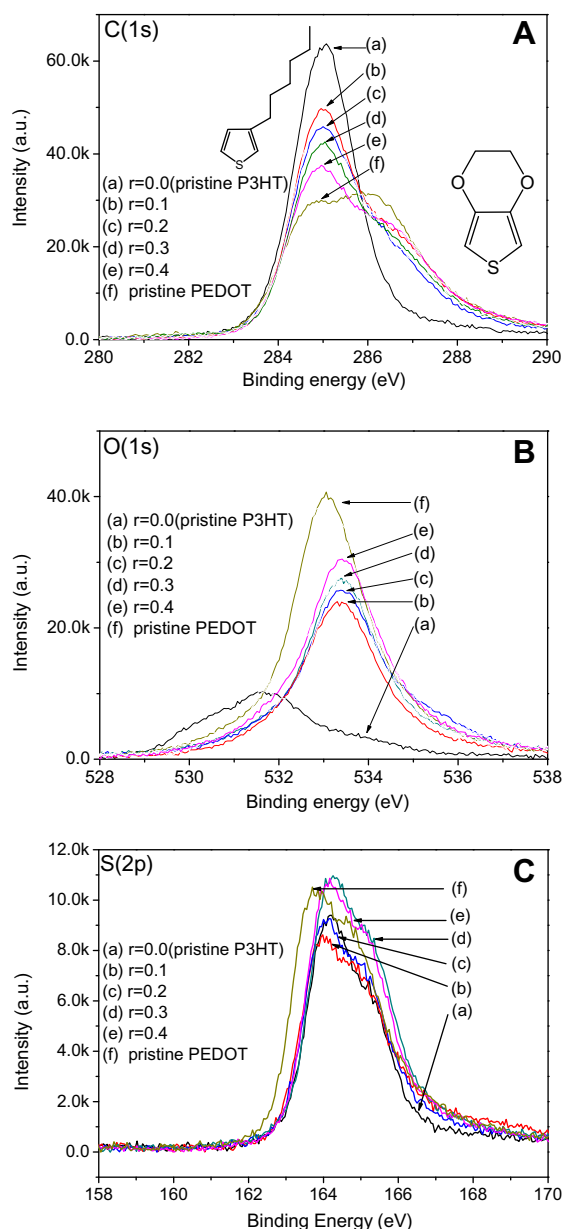 C(1s)
A
60.0k
(a)
(b)
(c)
(d)
(e)
(f)
40.0k
S
O
O
S
(a) r=0.0(pristine P3HT)
(b) r=0.1
(c) r=0.2
(d) r=0.3
(e) r=0.4
(f) pristine PEDOT
20.0k
0.0
280 282 284 286 288 290
Binding energy (eV)
Intensity (a.u.)
O(1s)
B
40.0k
(f)
(a) r=0.0(pristine P3HT)
(b) r=0.1
(c) r=0.2
(d) r=0.3
(e) r=0.4
(f) pristine PEDOT
(e)
(d)
(c)
(b)
(a)
20.0k
0.0
528 530 532 534 536 538
Binding energy (eV)
Intensity (a.u.)
12.0k
S(2p)
C
10.0k
(f)
(e)
(d)
(c)
(b)
(a)
(a) r=0.0(pristine P3HT)
(b) r=0.1
(c) r=0.2
(d) r=0.3
(e) r=0.4
(f) pristine PEDOT
8.0k
6.0k
4.0k
2.0k
0.0
158 160 162 164 166 168 170
Binding Energy (eV)
Intensity (a.u.)